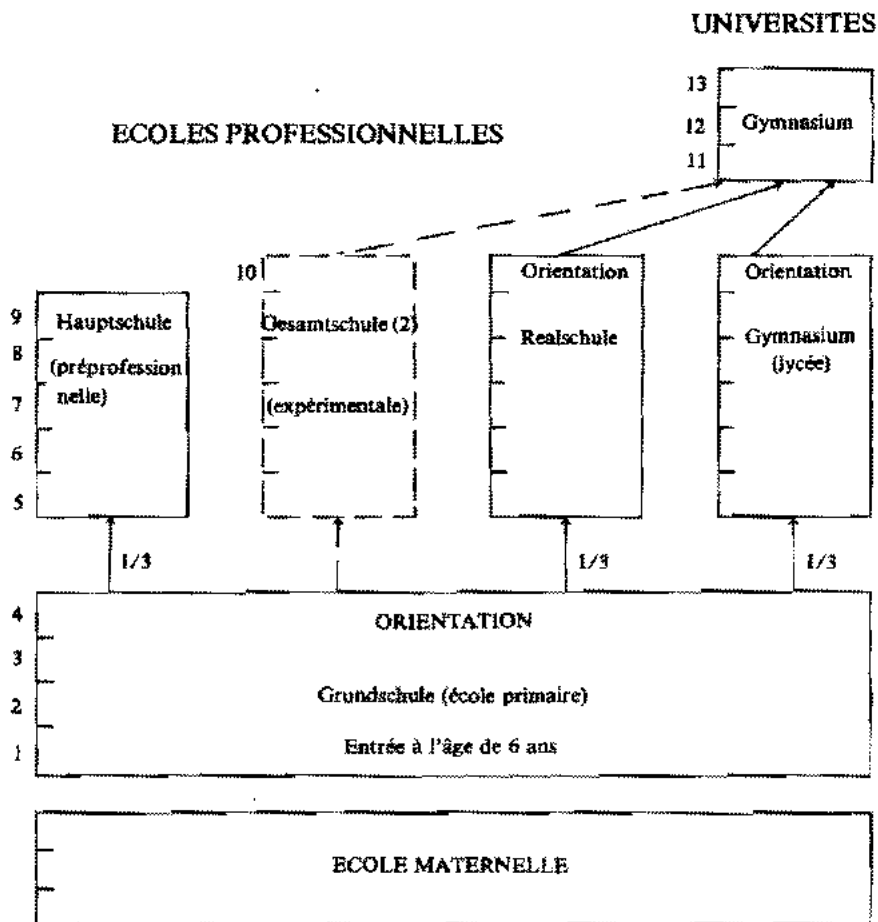 UNIVERSITES
13
12
11
Gymnasium
ECOLES PROFESSIONNELLES
10
9
8
7
6
5
Hauptschule
(préprofession
nelle)
Gesamtschule (2)
(expérimentale)
Orientation
Realschule
Orientation
Gymnasium
(lycée)
1/3
1/3
1/3
4
3
2
1
ORIENTATION
Grundschule (école primaire)
Entrée à l'âge de 6 ans
ECOLE MATERNELLE